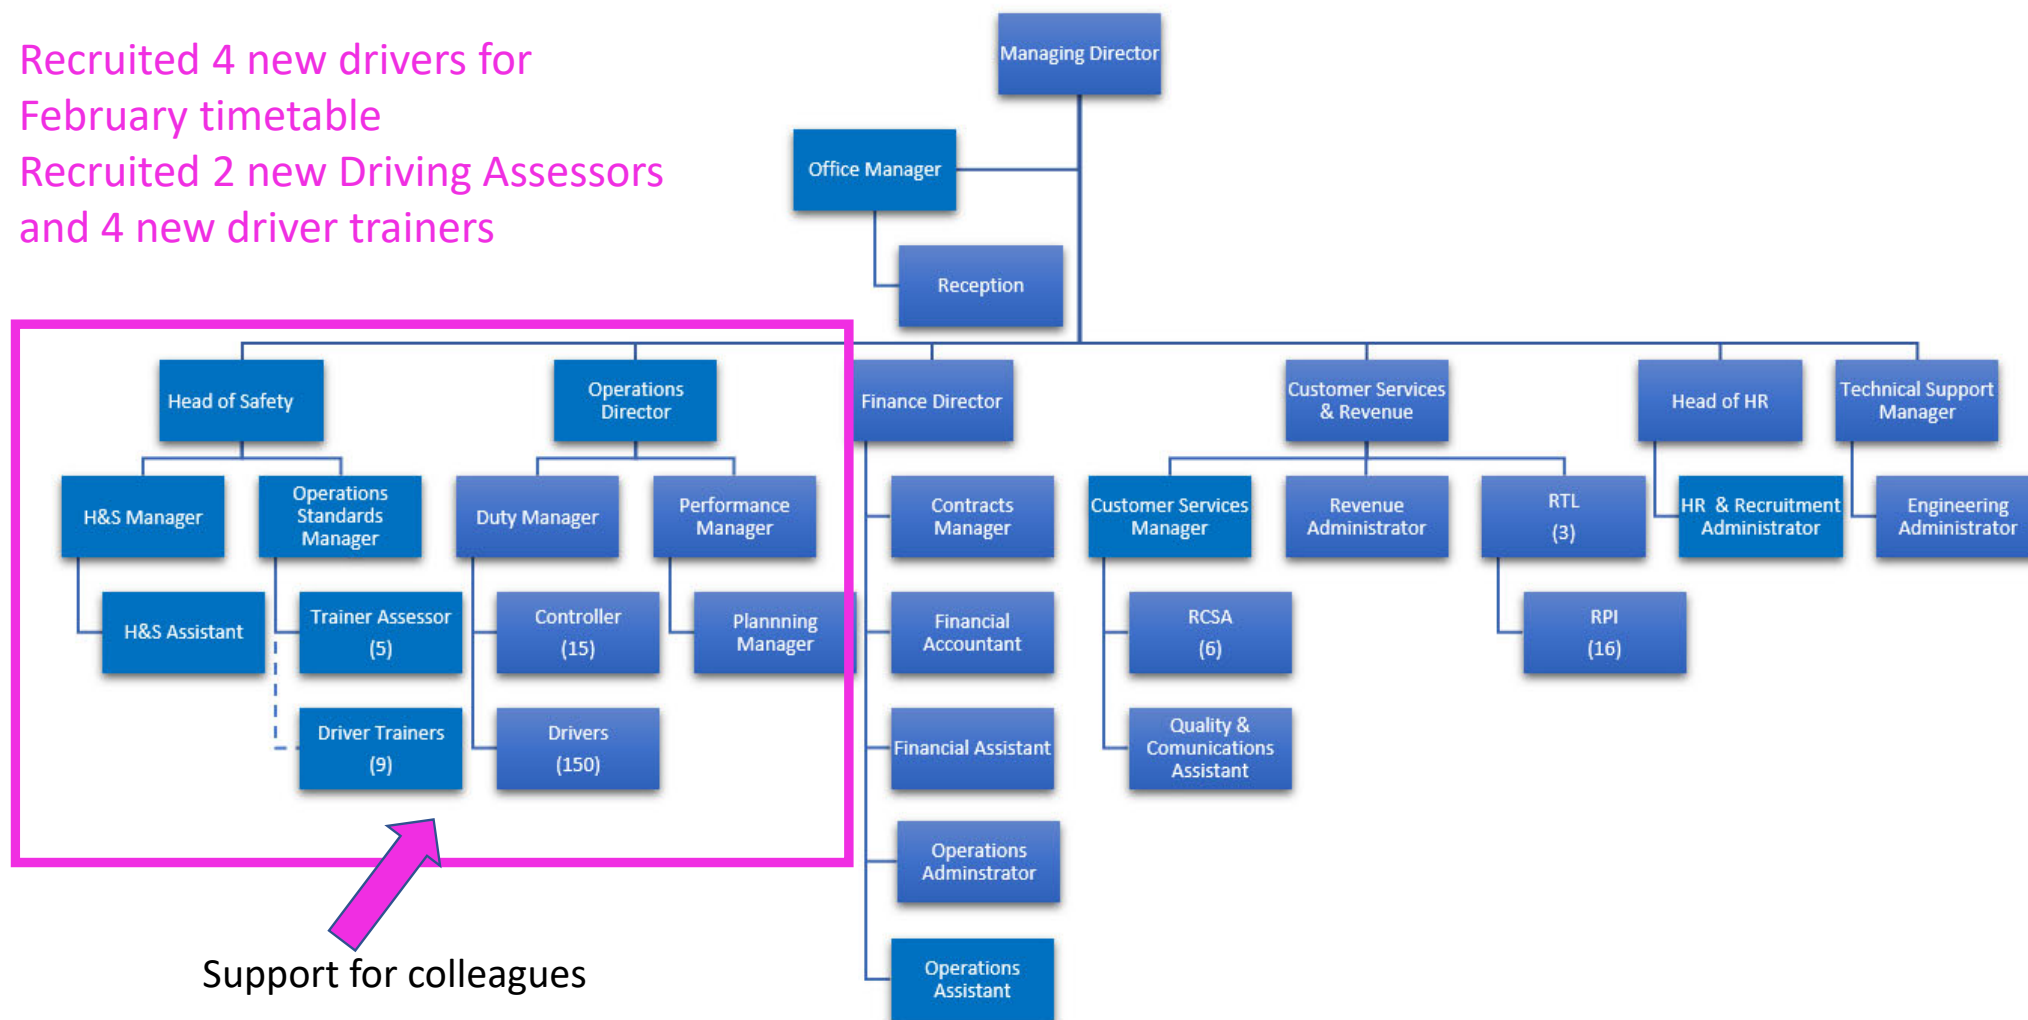 Recruited 4 new drivers for
February timetable
Recruited 2 new Driving Assessors
and 4 new driver trainers
Managing Director
Office Manager
Reception
Head of Safety
Operations
Director
Finance Director
Customer Services
& Revenue
Head of HR
Technical Support
Manager
H&S Manager
Operations
Standards
Manager
Duty Manager
Performance
Manager
Contracts
Manager
Customer Services
Manager
Revenue
Administrator
RTL
(3)
HR & Recruitment
Administrator
Engineering
Administrator
H&S Assistant
Trainer Assessor
(5)
Controller
(15)
Plannning
Manager
Financial
Accountant
RCSA
(6)
RPI
(16)
Driver Trainers
(9)
Drivers
(150)
Financial Assistant
Quality &
Comunications
Assistant
Operations
Adminstrator
Operations
Assistant
Support for colleagues